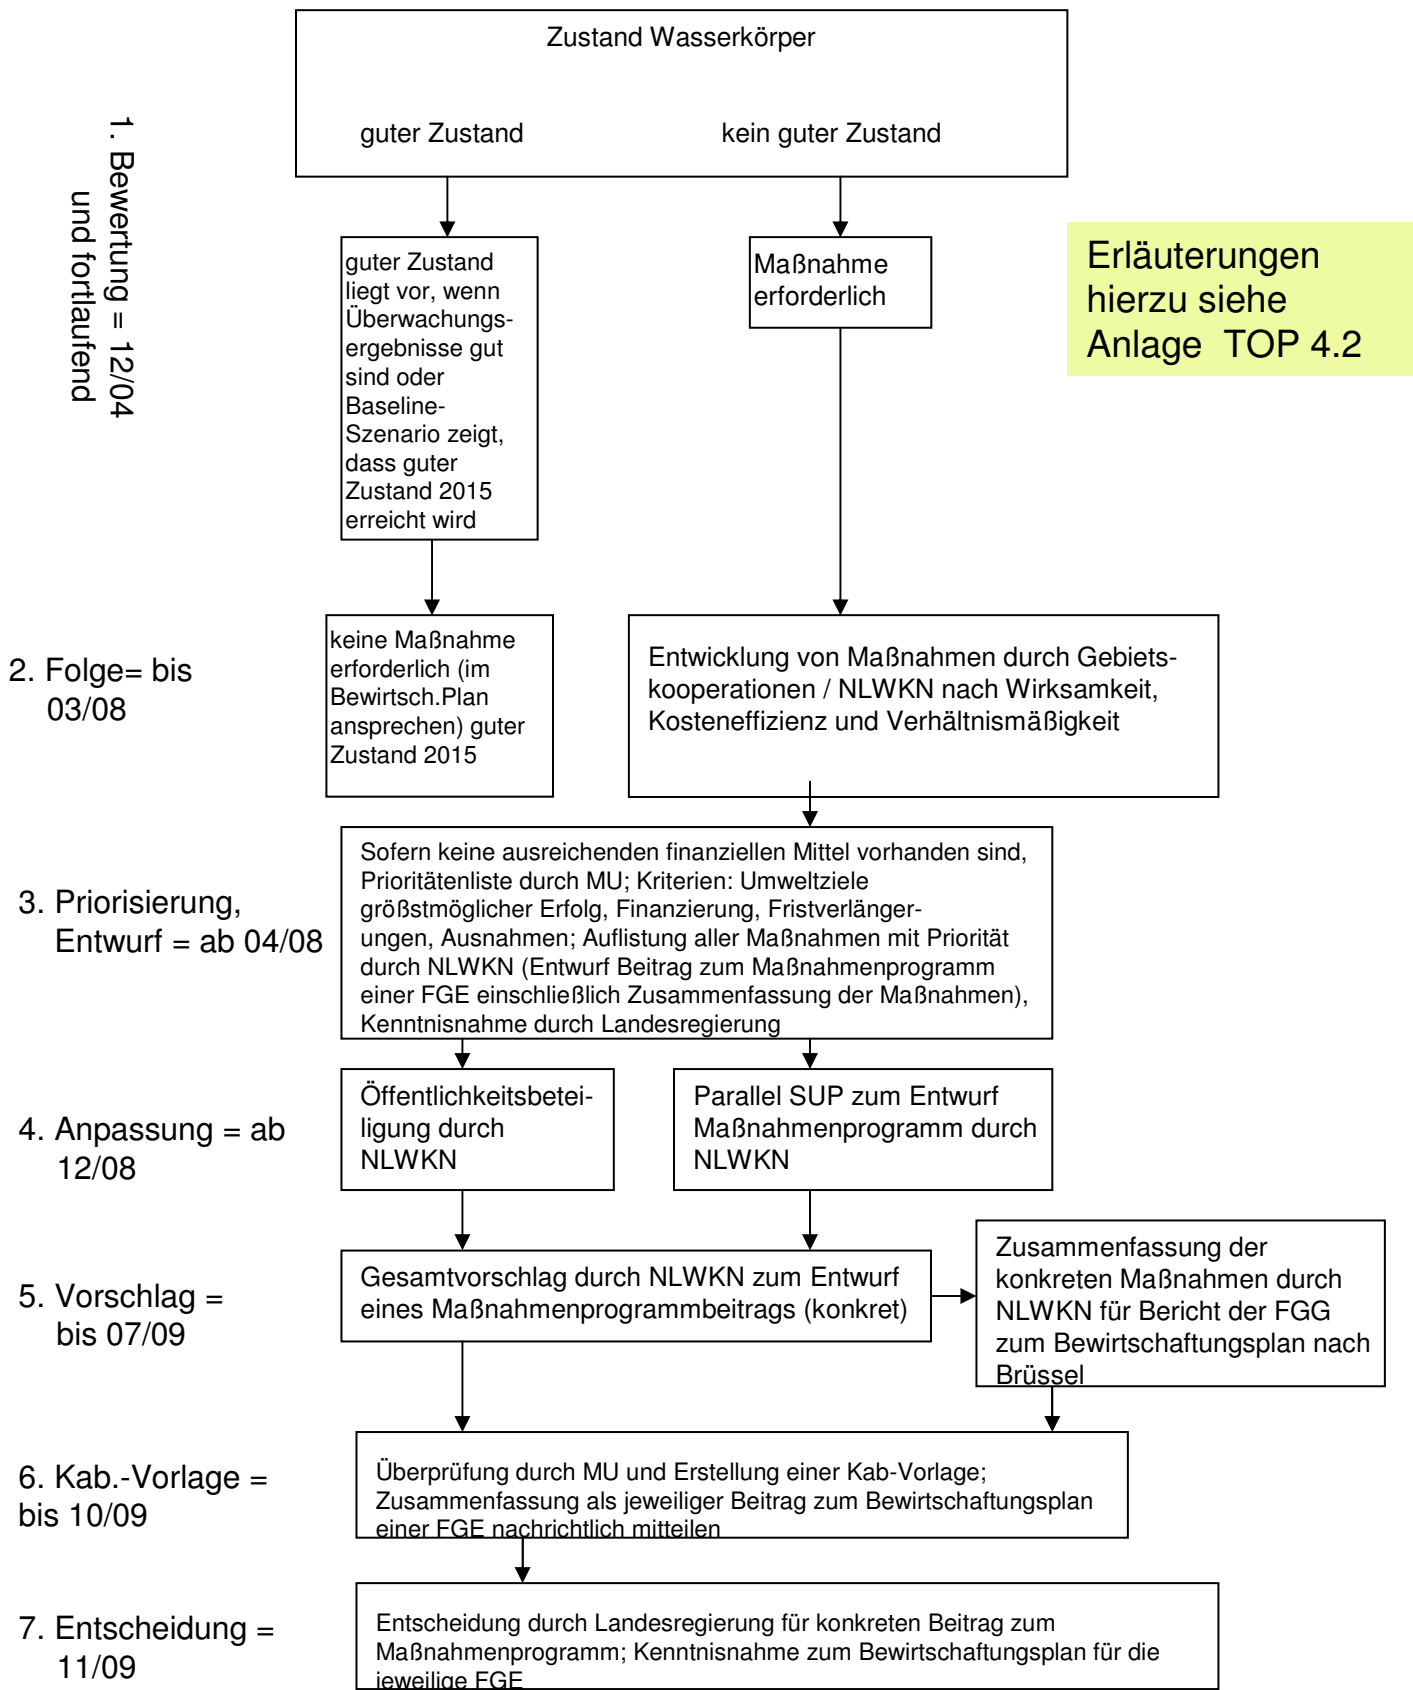 Zustand Wasserkörper
guter Zustand
kein guter Zustand
1. Bewertung = 12/04
und fortlaufend
guter Zustand
liegt vor, wenn
Überwachungs-
ergebnisse gut
sind oder
Baseline-
Szenario zeigt,
dass guter
Zustand 2015
erreicht wird
Maßnahme
erforderlich
Erläuterungen
hierzu siehe
Anlage TOP 4.2
2. Folge= bis
03/08
keine Maßnahme
erforderlich (im
Bewirtsch.Plan
ansprechen) guter
Zustand 2015
Entwicklung von Maßnahmen durch Gebiets-
kooperationen / NLWKN nach Wirksamkeit,
Kosteneffizienz und Verhältnismäßigkeit
3. Priorisierung,
Entwurf = ab 04/08
Sofern keine ausreichenden finanziellen Mittel vorhanden sind,
Prioritätenliste durch MU; Kriterien: Umweltziele
größstmöglicher Erfolg, Finanzierung, Fristverlänger-
ungen, Ausnahmen; Auflistung aller Maßnahmen mit Priorität
durch NLWKN (Entwurf Beitrag zum Maßnahmenprogramm
einer FGE einschließlich Zusammenfassung der Maßnahmen),
Kenntnisnahme durch Landesregierung
4. Anpassung = ab
12/08
Öffentlichkeitsbetei-
ligung durch
NLWKN
Parallel SUP zum Entwurf
Maßnahmenprogramm durch
NLWKN
5. Vorschlag =
bis 07/09
Gesamtvorschlag durch NLWKN zum Entwurf
eines Maßnahmenprogrammbeitrags (konkret)
Zusammenfassung der
konkreten Maßnahmen durch
NLWKN für Bericht der FGG
zum Bewirtschaftungsplan nach
Brüssel
6. Kab.-Vorlage =
bis 10/09
Überprüfung durch MU und Erstellung einer Kab-Vorlage;
Zusammenfassung als jeweiliger Beitrag zum Bewirtschaftungsplan
einer FGE nachrichtlich mitteilen
7. Entscheidung =
11/09
Entscheidung durch Landesregierung für konkreten Beitrag zum
Maßnahmenprogramm; Kenntnisnahme zum Bewirtschaftungsplan für die
jeweilige FGE